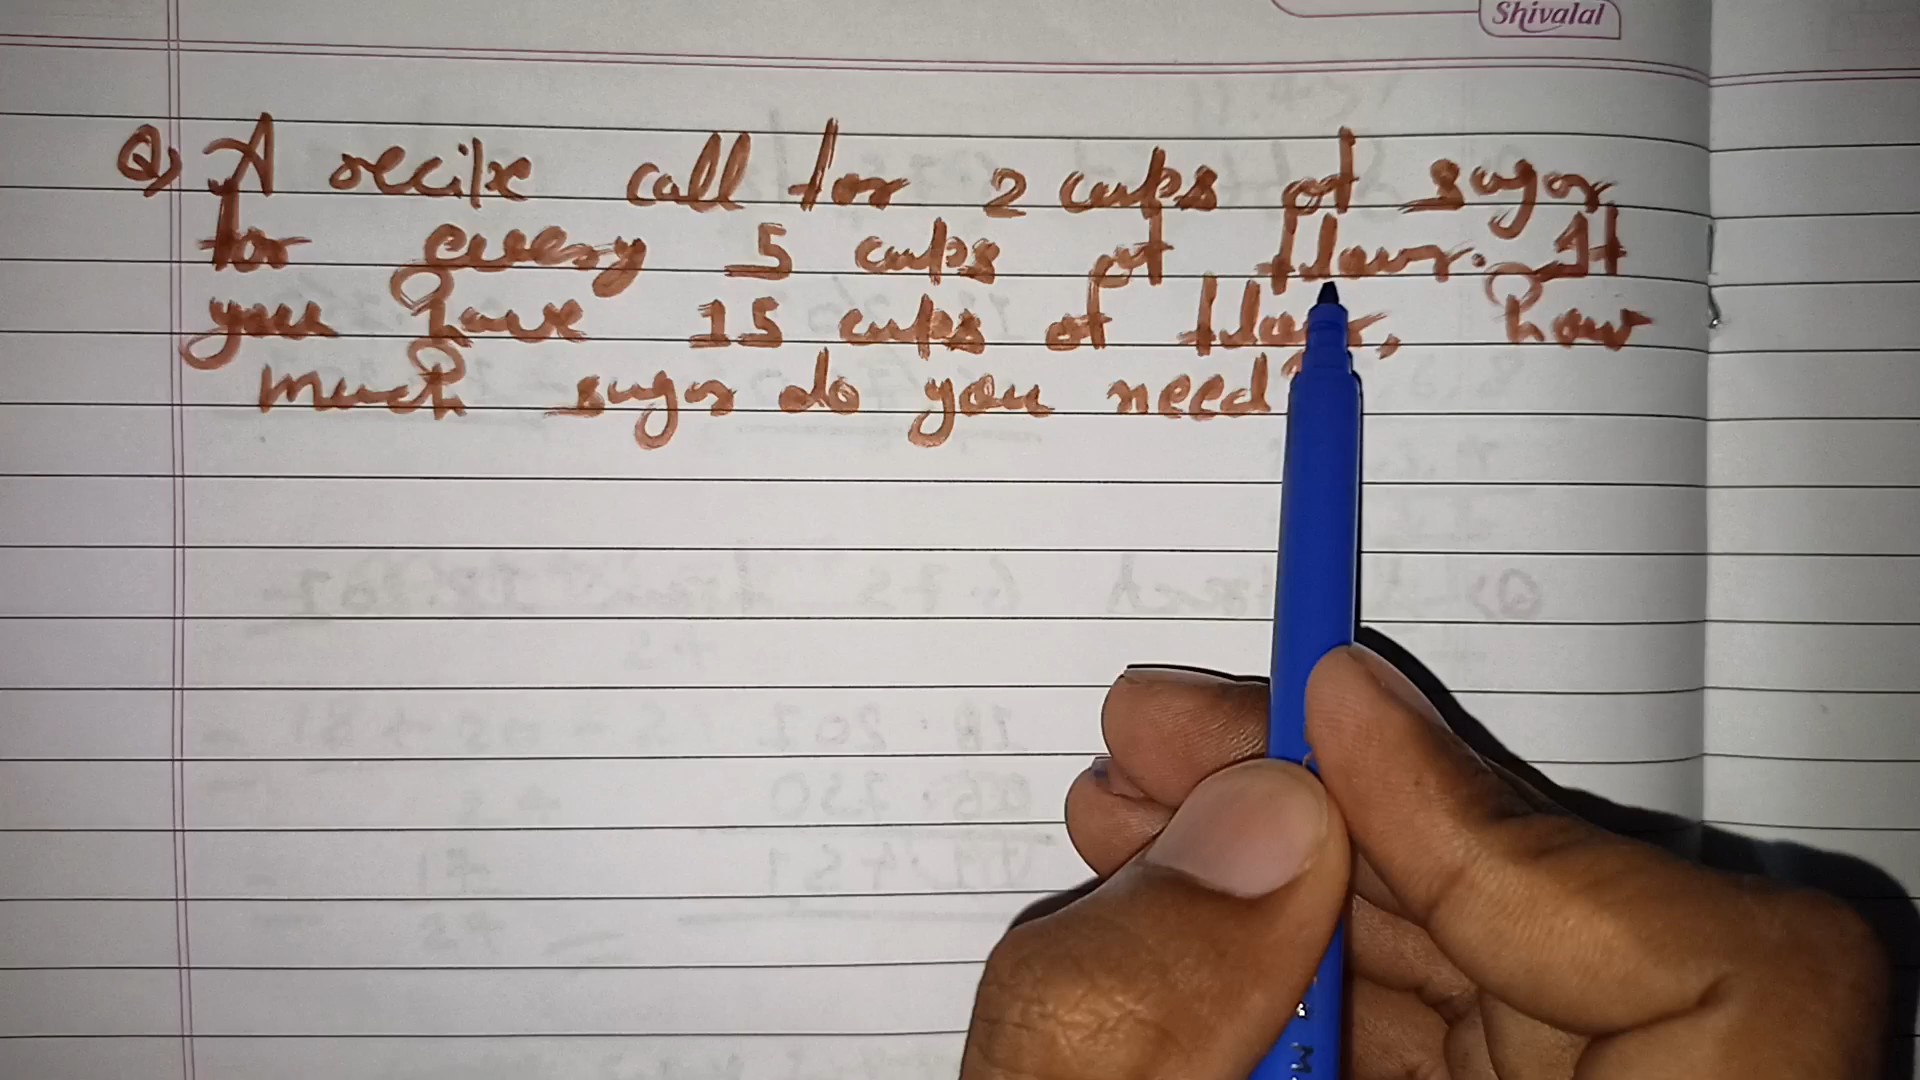 Shivalal
Q) A recipe call for 2 cups of sugar
for every 5 cups of flour. If
you have 15 cups of flour, how
much sugar do you need?